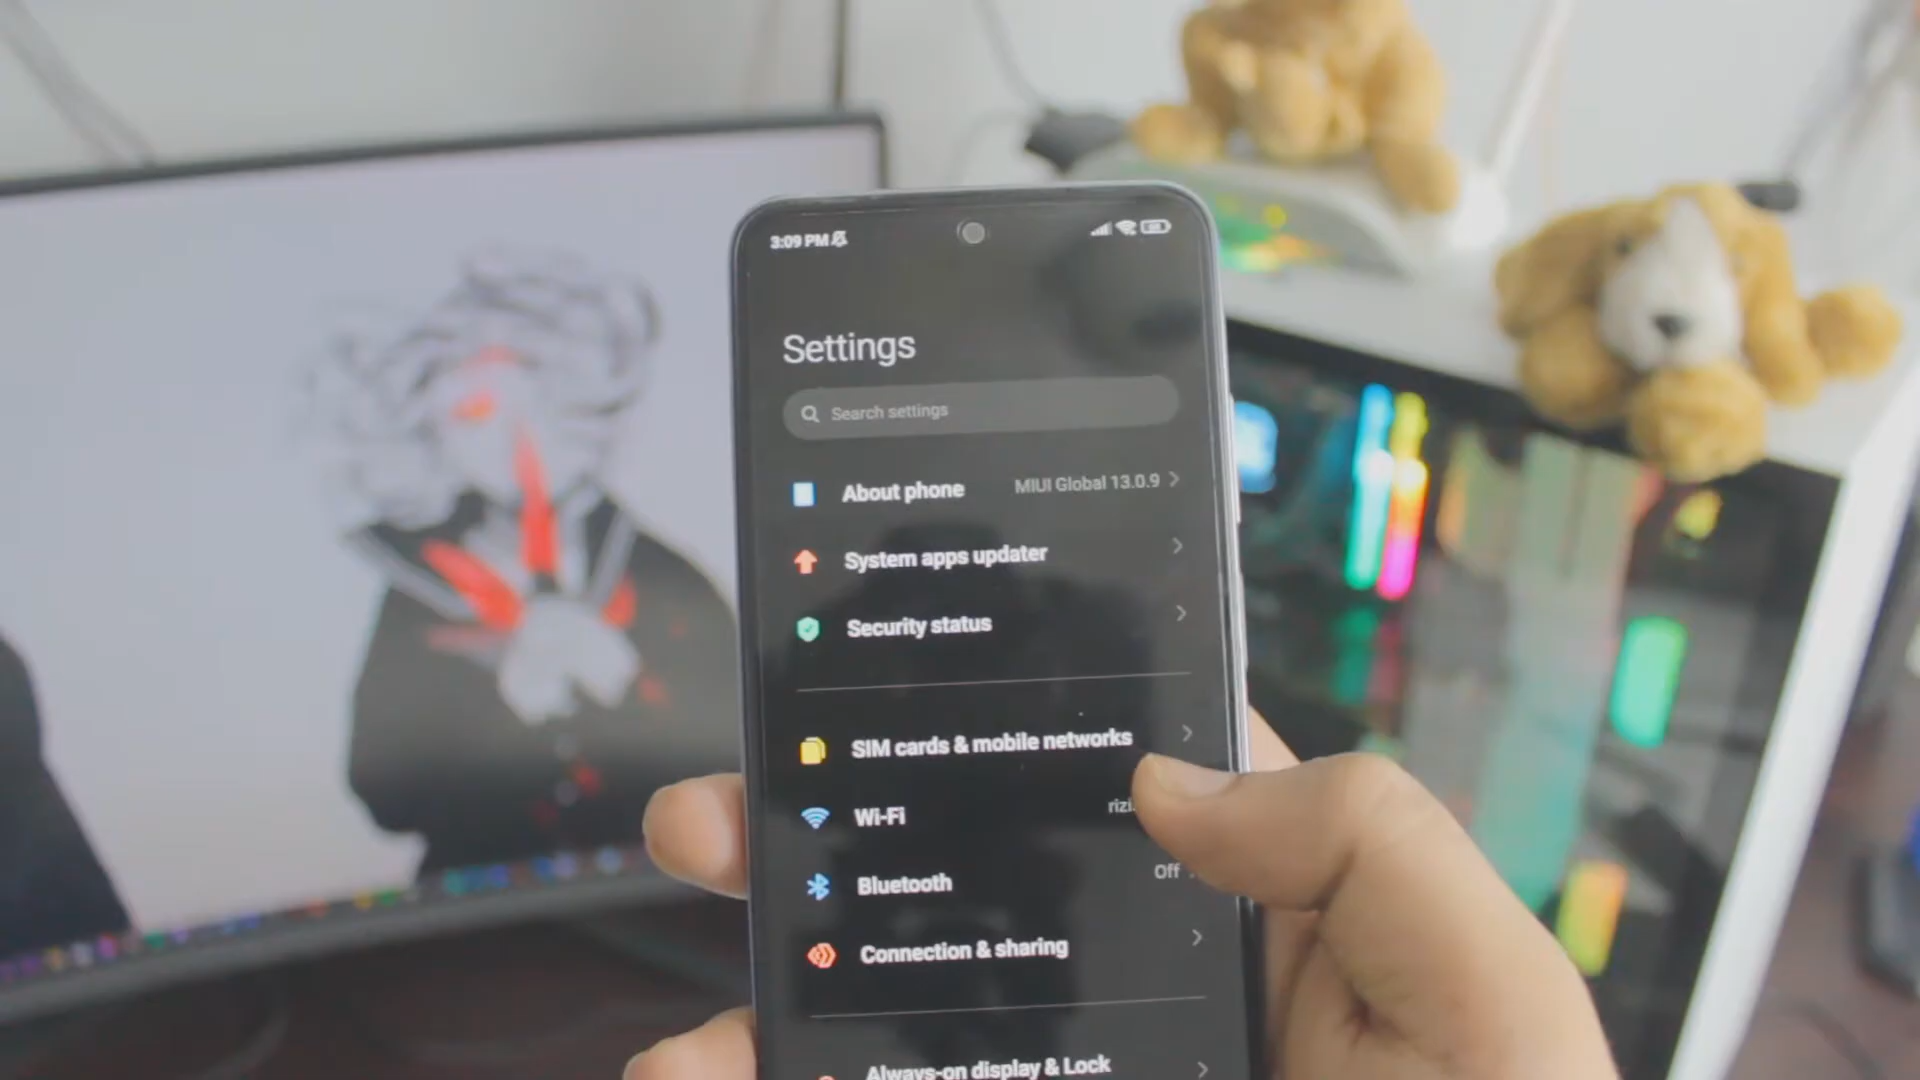 3:09 PM
Settings
Search settings
About phone
MIUI Global 13.0.9
System apps updater
Security status
SIM cards & mobile networks
Wi-Fi
rizi
Bluetooth
Off
Connection & sharing
Always-on display & Lock